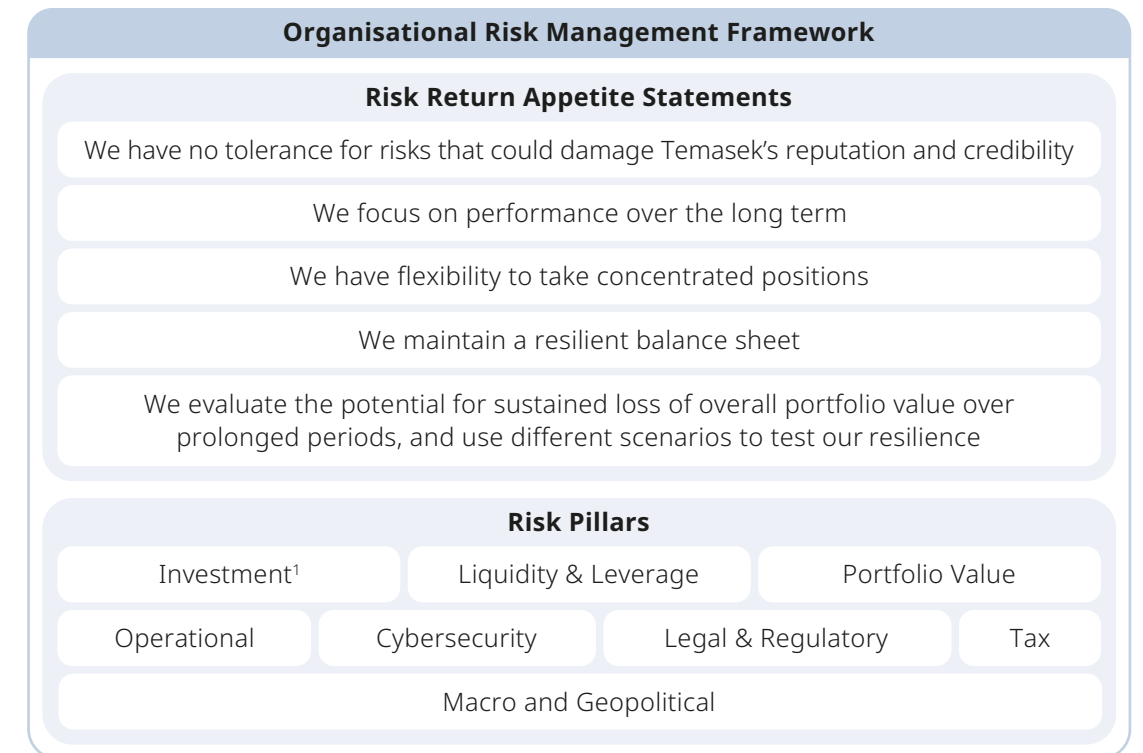 Organisational Risk Management Framework
Risk Return Appetite Statements
We have no tolerance for risks that could damage Temasek’s reputation and credibility
We focus on performance over the long term
We have flexibility to take concentrated positions
We maintain a resilient balance sheet
We evaluate the potential for sustained loss of overall portfolio value over
prolonged periods, and use different scenarios to test our resilience
Risk Pillars
Investment¹
Liquidity & Leverage
Portfolio Value
Operational
Cybersecurity
Legal & Regulatory
Tax
Macro and Geopolitical